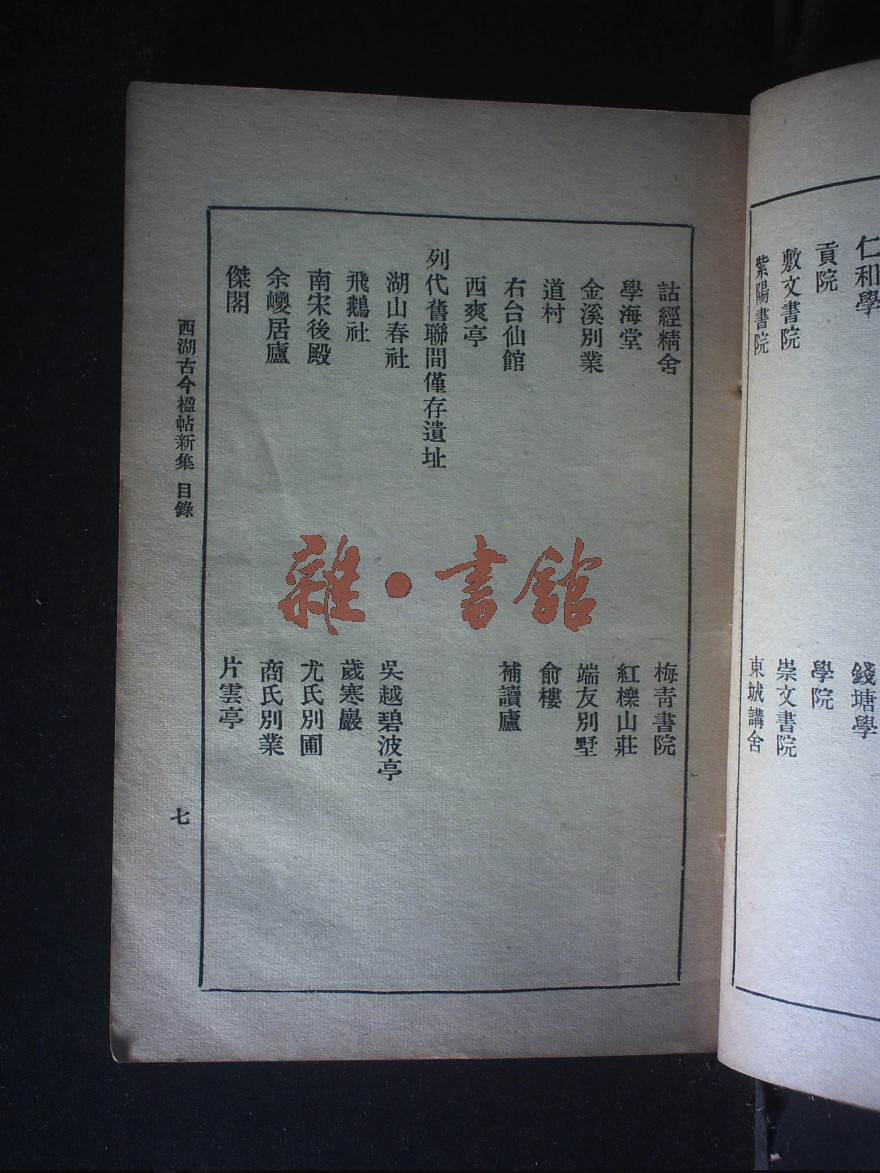 仁和學
錢塘學
貢院
學院
敷文書院
崇文書院
紫陽書院
東城講舍
詁經精舍
梅靑書院
學海堂
紅櫟山莊
金溪別業
端友別墅
道村
俞樓
右台仙館
補讀廬
西爽亭
列代舊聯間僅存遺址
湖山春社
吳越碧波亭
飛鵝社
歲寒巖
南宋後殿
尤氏別圃
余巙居廬
商氏別業
傑閣
片雲亭
西湖古今楹帖新集 目錄
七
雜·書館